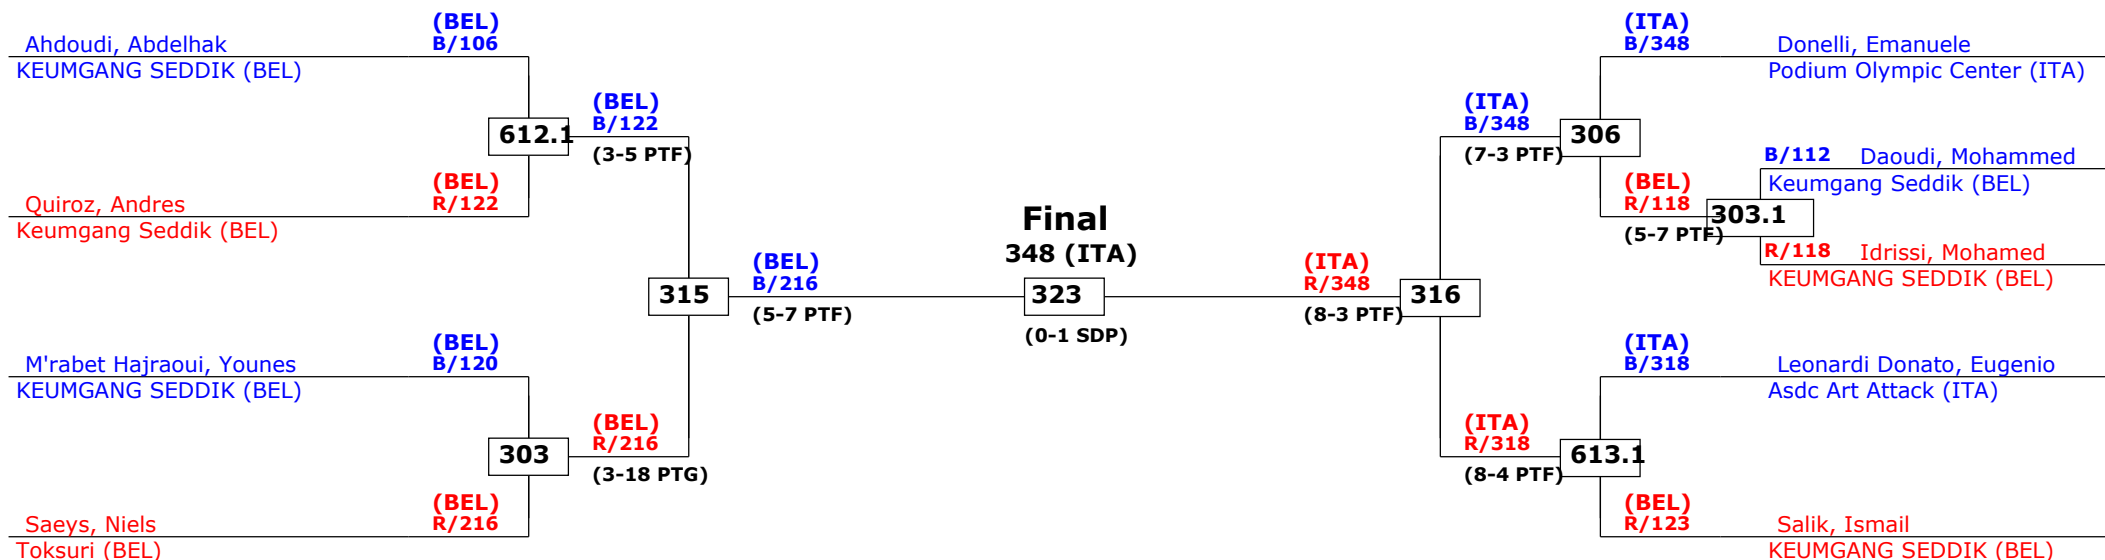 (BEL)
B/106
Ahdoudi, Abdelhak
KEUMGANG SEDDIK (BEL)
612.1
(BEL)
B/122
(3-5 PTF)
(BEL)
R/122
Quiroz, Andres
Keumgang Seddik (BEL)
315
(BEL)
B/216
(5-7 PTF)
(BEL)
B/120
M'rabet Hajraoui, Younes
KEUMGANG SEDDIK (BEL)
303
(BEL)
R/216
(3-18 PTG)
(BEL)
R/216
Saeys, Niels
Toksuri (BEL)
Final
348 (ITA)
323
(0-1 SDP)
(ITA)
R/348
(8-3 PTF)
316
(ITA)
B/348
(7-3 PTF)
306
(ITA)
B/348
Donelli, Emanuele
Podium Olympic Center (ITA)
(BEL)
R/118
(5-7 PTF)
303.1
B/112 Daoudi, Mohammed
Keumgang Seddik (BEL)
R/118 Idrissi, Mohamed
KEUMGANG SEDDIK (BEL)
(ITA)
R/318
(8-4 PTF)
613.1
(ITA)
B/318
Leonardi Donato, Eugenio
Asdc Art Attack (ITA)
(BEL)
R/123
Salik, Ismail
KEUMGANG SEDDIK (BEL)